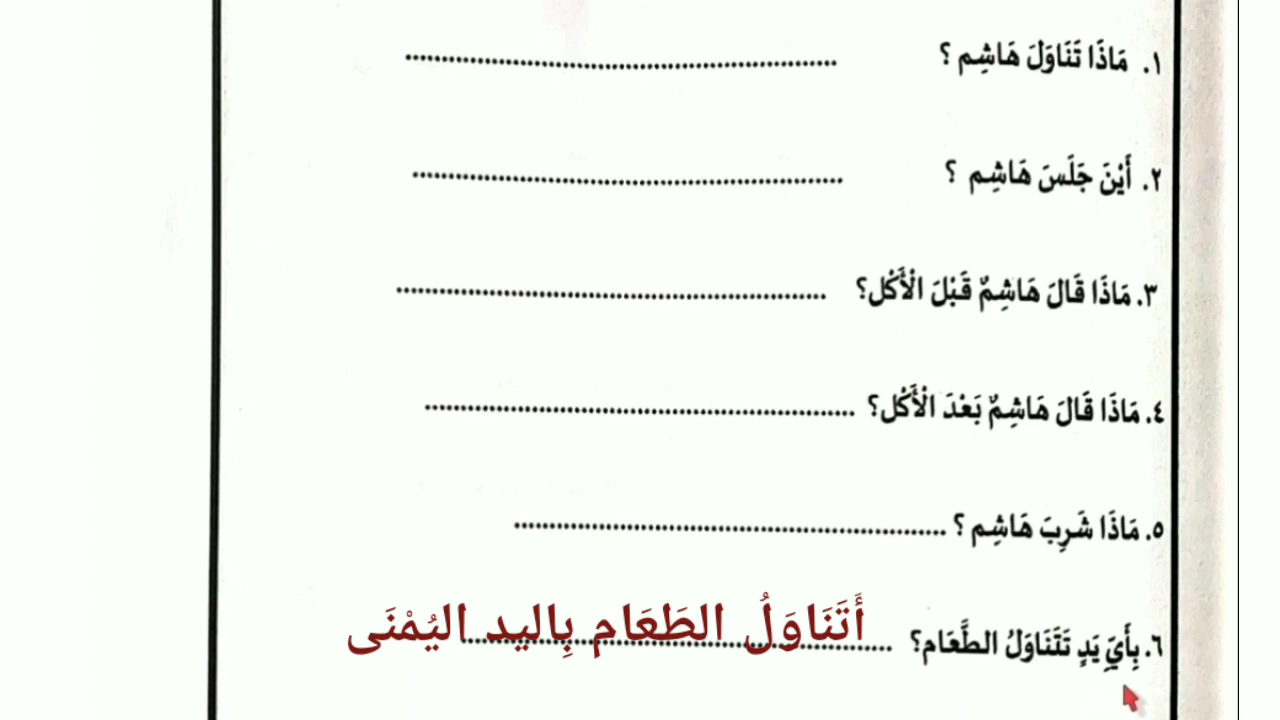 ١. مَاذَا تَنَاوَلَ هَاشِم ؟ ............................................................
٢. أَيْنَ جَلَسَ هَاشِم ؟ ............................................................
٣. مَاذَا قَالَ هَاشِمٌ قَبْلَ الْأَكْل؟ ............................................................
٤. مَاذَا قَالَ هَاشِمٌ بَعْدَ الْأَكْل؟ ............................................................
٥. مَاذَا شَرِبَ هَاشِم ؟ ............................................................
٦. بِأَيِّ يَدٍ تَتَنَاوَلُ الطَّعَام؟ أَتَنَاوَلُ الطَعَام بِاليد اليُمْنَى